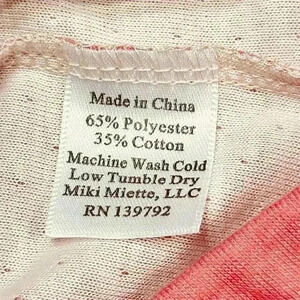 Made in China
65% Polyester
35% Cotton
Machine Wash Cold
Low Tumble Dry
Miki Miette, LLC
RN 139792